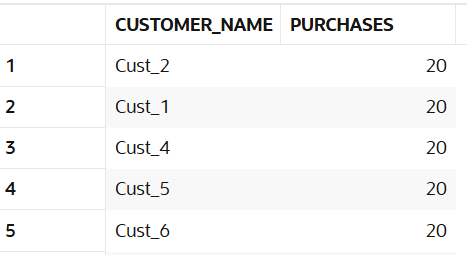 CUSTOMER_NAME PURCHASES
1 Cust_2 20
2 Cust_1 20
3 Cust_4 20
4 Cust_5 20
5 Cust_6 20